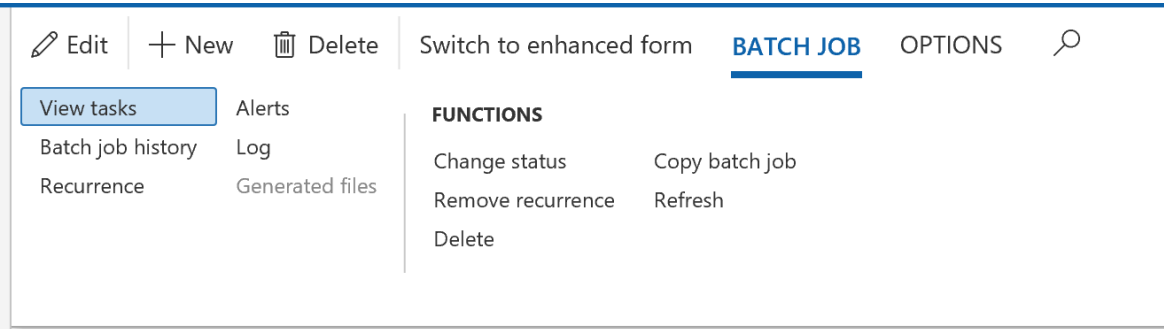 Edit New Delete Switch to enhanced form BATCH JOB OPTIONS
View tasks
Batch job history
Recurrence
Alerts
Log
Generated files
FUNCTIONS
Change status
Remove recurrence
Delete
Copy batch job
Refresh